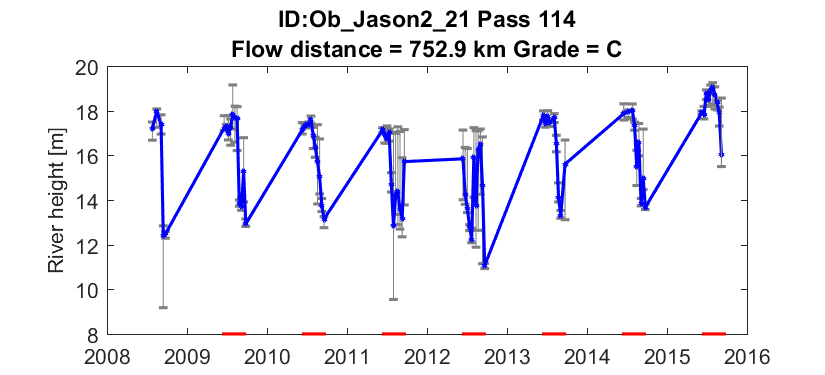 ID:Ob_Jason2_21 Pass 114
Flow distance = 752.9 km Grade = C
River height [m]
20
18
16
14
12
10
8
2008 2009 2010 2011 2012 2013 2014 2015 2016